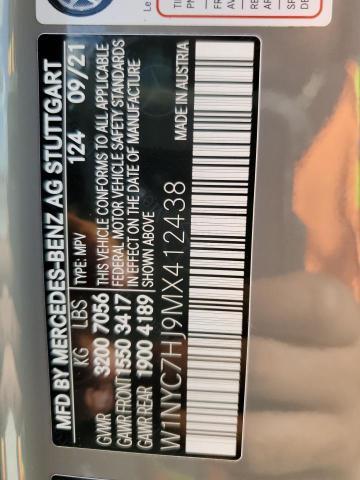 MFD BY MERCEDES-BENZ AG STUTTGART
KG LBS TYPE: MPV 124 09/21
GVWR 3200 7056 THIS VEHICLE CONFORMS TO ALL APPLICABLE
GAWR FRONT 1550 3417 FEDERAL MOTOR VEHICLE SAFETY STANDARDS
IN EFFECT ON THE DATE OF MANUFACTURE
GAWR REAR 1900 4189 SHOWN ABOVE
W1NYC7HJ9MX412438 MADE IN AUSTRIA